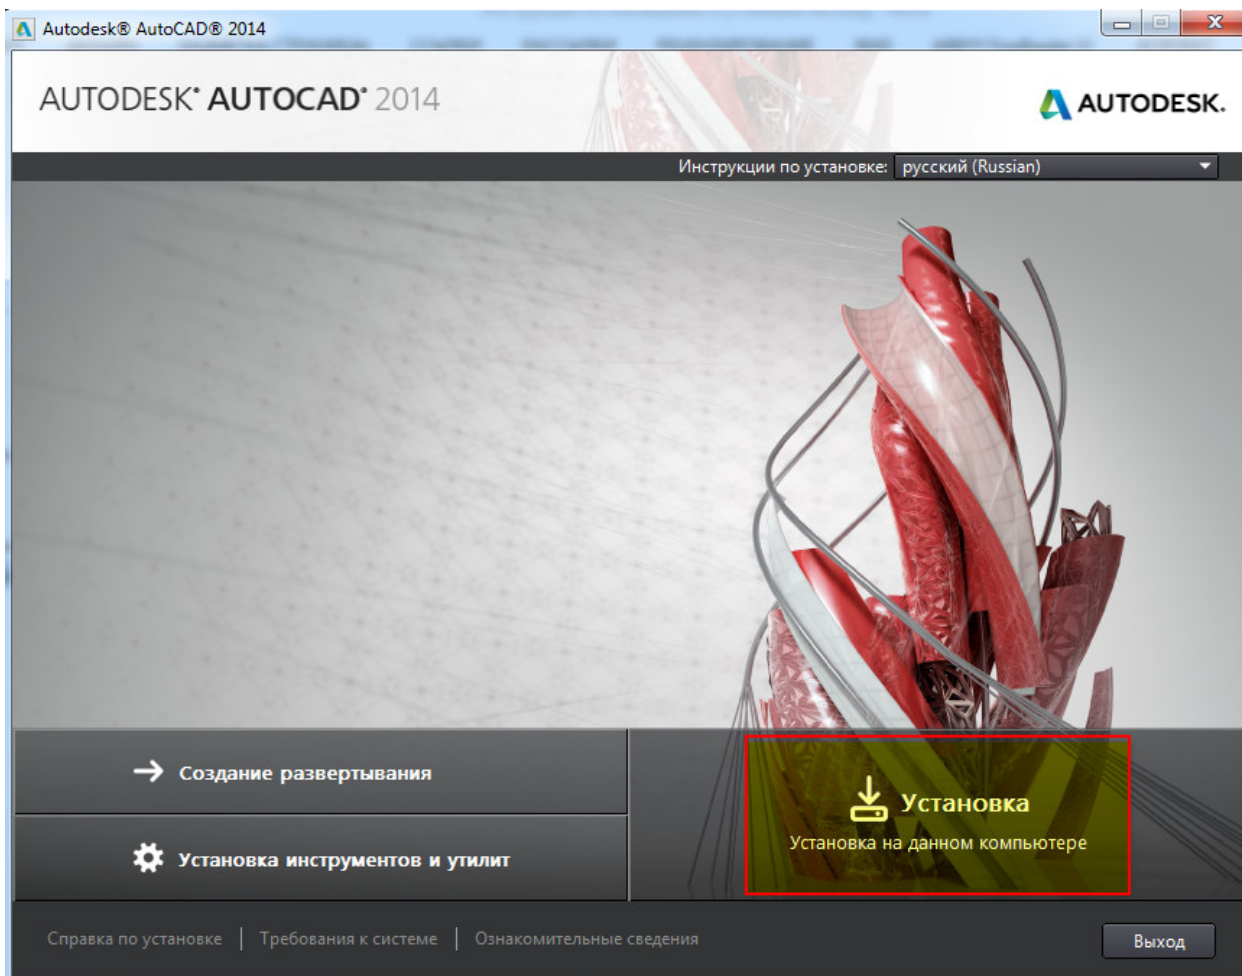 Autodesk® AutoCAD® 2014
AUTODESK® AUTOCAD® 2014
AUTODESK.
Инструкции по установке: русский (Russian)
Создание развертывания
Установка инструментов и утилит
Установка
Установка на данном компьютере
Справка по установке | Требования к системе | Ознакомительные сведения
Выход